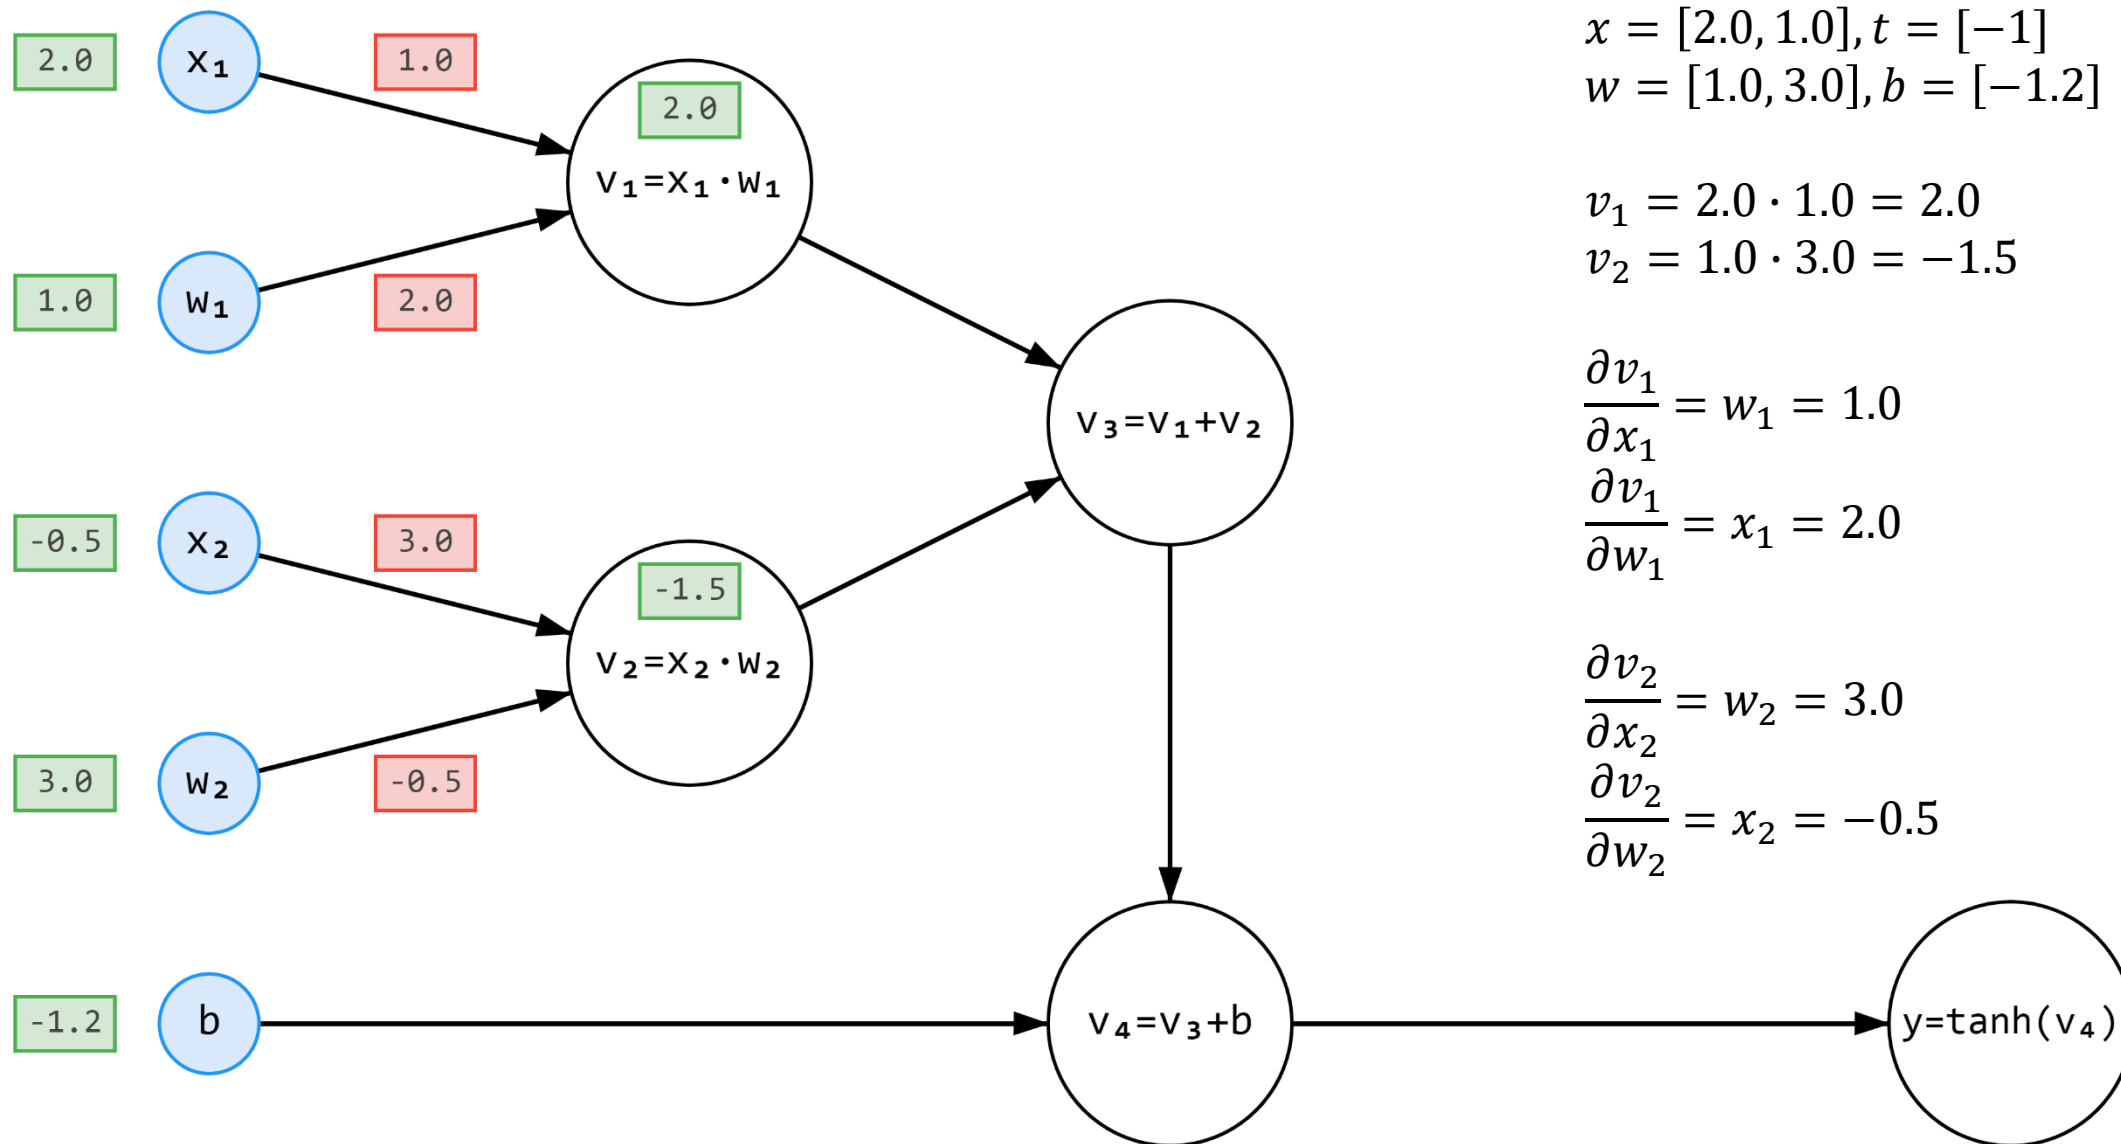 2.0
x₁
1.0
2.0
v₁=x₁·w₁
1.0
w₁
2.0
v₃=v₁+v₂
-0.5
x₂
3.0
-1.5
v₂=x₂·w₂
3.0
w₂
-0.5
-1.2
b
v₄=v₃+b
y=tanh(v₄)
x = [2.0, 1.0], t = [−1]
w = [1.0, 3.0], b = [−1.2]
v₁ = 2.0 · 1.0 = 2.0
v₂ = 1.0 · 3.0 = −1.5
∂v₁/∂x₁ = w₁ = 1.0
∂v₁/∂w₁ = x₁ = 2.0
∂v₂/∂x₂ = w₂ = 3.0
∂v₂/∂w₂ = x₂ = −0.5